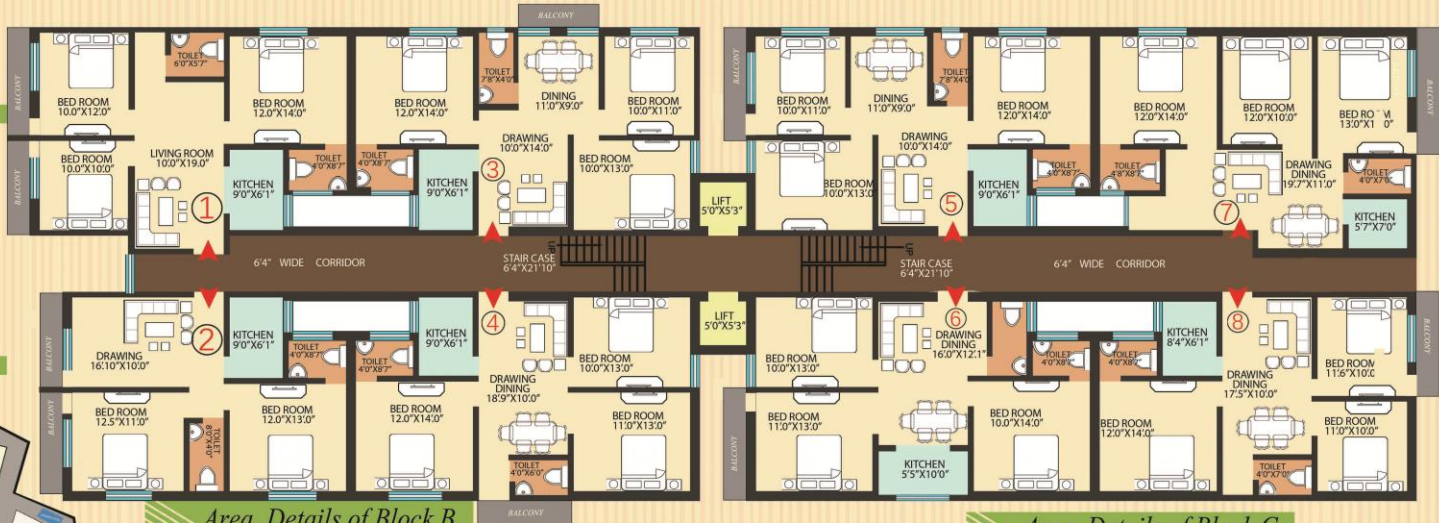 BALCONY
BALCONY
BED ROOM
10.0"X12.0"
TOILET
6'0"X5'7"
BED ROOM
12.0"X14.0"
BED ROOM
12.0"X14.0"
TOILET
7'8"X4'0"
DINING
11'.0"X9'.0"
BED ROOM
10'0"X11'0"
BALCONY
BED ROOM
10.0"X10.0"
LIVING ROOM
10'0"X19.0"
1
KITCHEN
9'0"X6'1"
TOILET
4'0"X8'7"
TOILET
4'0"X8'7"
KITCHEN
9'0"X6'1"
DRAWING
10'0"X14'0"
3
BED ROOM
10'0"X13'0"
LIFT
5'0"X5'3"
BALCONY
BED ROOM
10'0"X11'0"
DINING
11'.0"X9'.0"
TOILET
7'8"X4'0"
BED ROOM
12'0"X14'0"
BED ROOM
12'0"X14'0"
BED ROOM
12'0"X10'0"
BALCONY
BED ROOM
10'0"X13'0"
DRAWING
10'0"X14'0"
5
KITCHEN
9'0"X6'1"
TOILET
4'0"X8'7"
TOILET
4'8"X8'7"
7
DRAWING
DINING
19'.7"X11'0"
TOILET
KITCHEN
5'7"X7'0"
6'4" WIDE CORRIDOR
STAIR CASE
6'4"X21'10"
UP
UP
STAIR CASE
6'4"X21'10"
6'4" WIDE CORRIDOR
BALCONY
DRAWING
16'.10"X10'0"
2
KITCHEN
9'0"X6'1"
TOILET
4'0"X8'7"
TOILET
4'0"X8'7"
KITCHEN
9'0"X6'1"
4
DRAWING
DINING
18'9"X10'0"
BED ROOM
10'0"X13'0"
LIFT
5'0"X5'3"
BALCONY
BED ROOM
12'.5"X11'0"
TOILET
8'0"X4'0"
BED ROOM
12.0"X13'0"
BED ROOM
12'0"X14'0"
TOILET
4'0"X6'0"
BED ROOM
11'0"X13'0"
BALCONY
BED ROOM
10'0"X13'0"
6
DRAWING
DINING
16'0"X12'.1"
TOILET
TOILET
4'0"X8'7"
KITCHEN
8'4"X6'1"
8
DRAWING
DINING
17'.5"X10'0"
BED ROOM
BALCONY
BALCONY
BED ROOM
11'0"X13'0"
KITCHEN
5'5"X10'0"
BED ROOM
10'0"X14'0"
BED ROOM
12'0"X14'0"
TOILET
4'0"X7'0"
BED ROOM
11'0"X10'0"
Area Details of Block B
Area Details of Block C